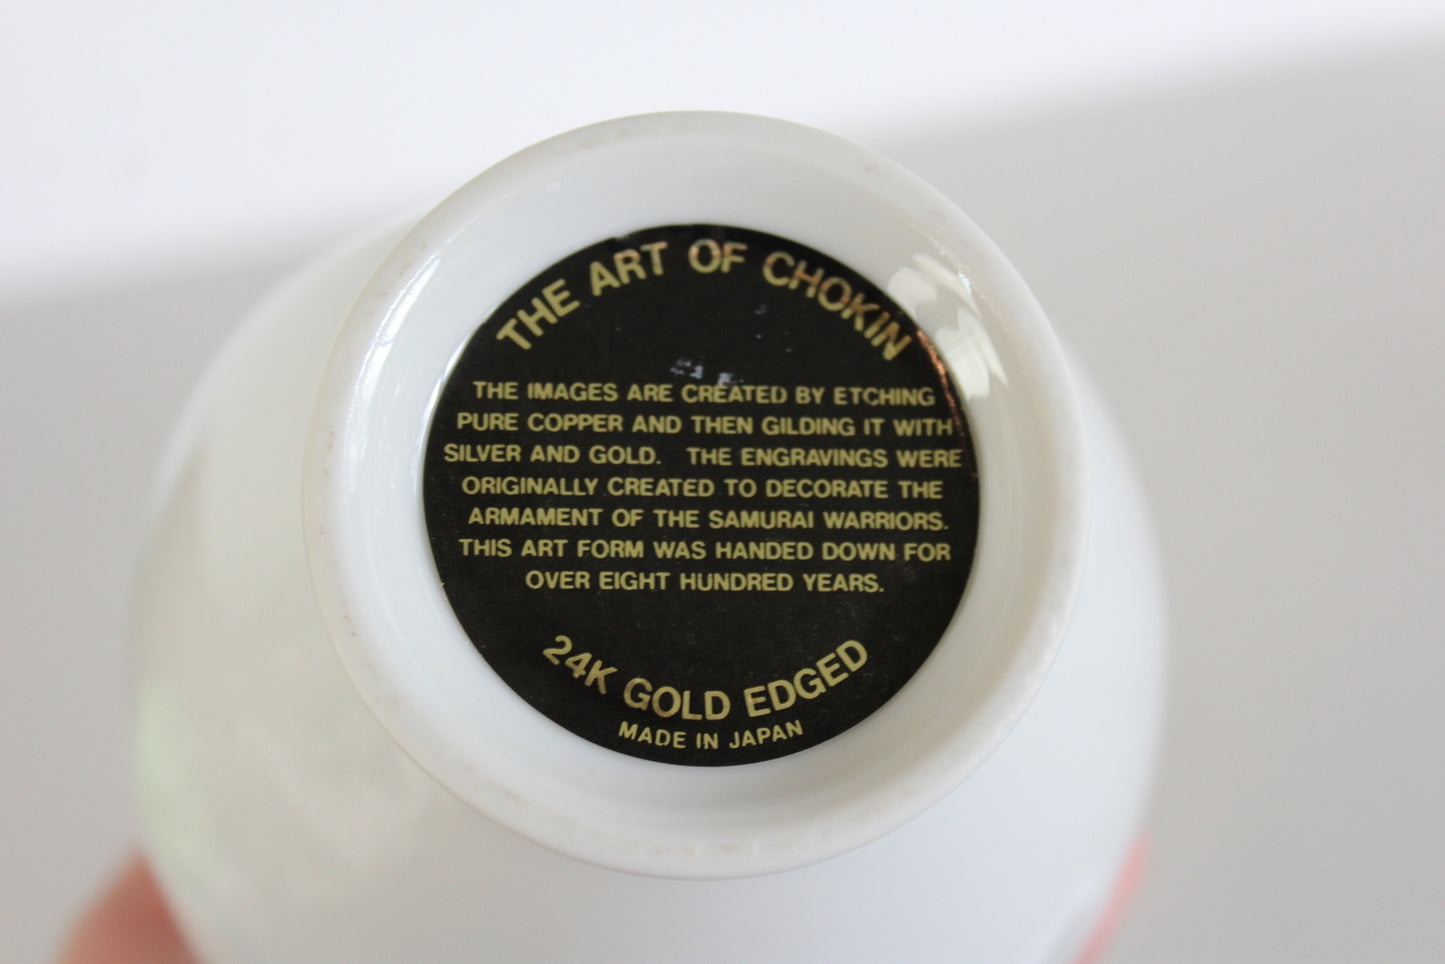 THE ART OF CHOKIN
THE IMAGES ARE CREATED BY ETCHING
PURE COPPER AND THEN GILDING IT WITH
SILVER AND GOLD. THE ENGRAVINGS WERE
ORIGINALLY CREATED TO DECORATE THE
ARMAMENT OF THE SAMURAI WARRIORS.
THIS ART FORM WAS HANDED DOWN FOR
OVER EIGHT HUNDRED YEARS.
24K GOLD EDGED
MADE IN JAPAN